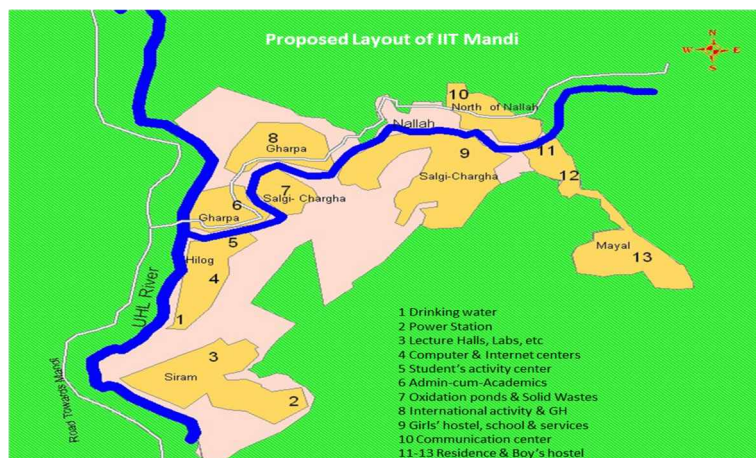 Proposed Layout of IIT Mandi
N
W E
S
10
North of Nallah
Nallah
8
Gharpa
9
11
Salgi-Chargha
12
7
Salgi- Chargha
6
Gharpa
5
Hilog
4
Mayal
13
UHL River
1
3
Siram
2
Road Towards Mandi
1 Drinking water
2 Power Station
3 Lecture Halls, Labs, etc
4 Computer & Internet centers
5 Student's activity center
6 Admin-cum-Academics
7 Oxidation ponds & Solid Wastes
8 International activity & GH
9 Girls' hostel, school & services
10 Communication center
11-13 Residence & Boy's hostel